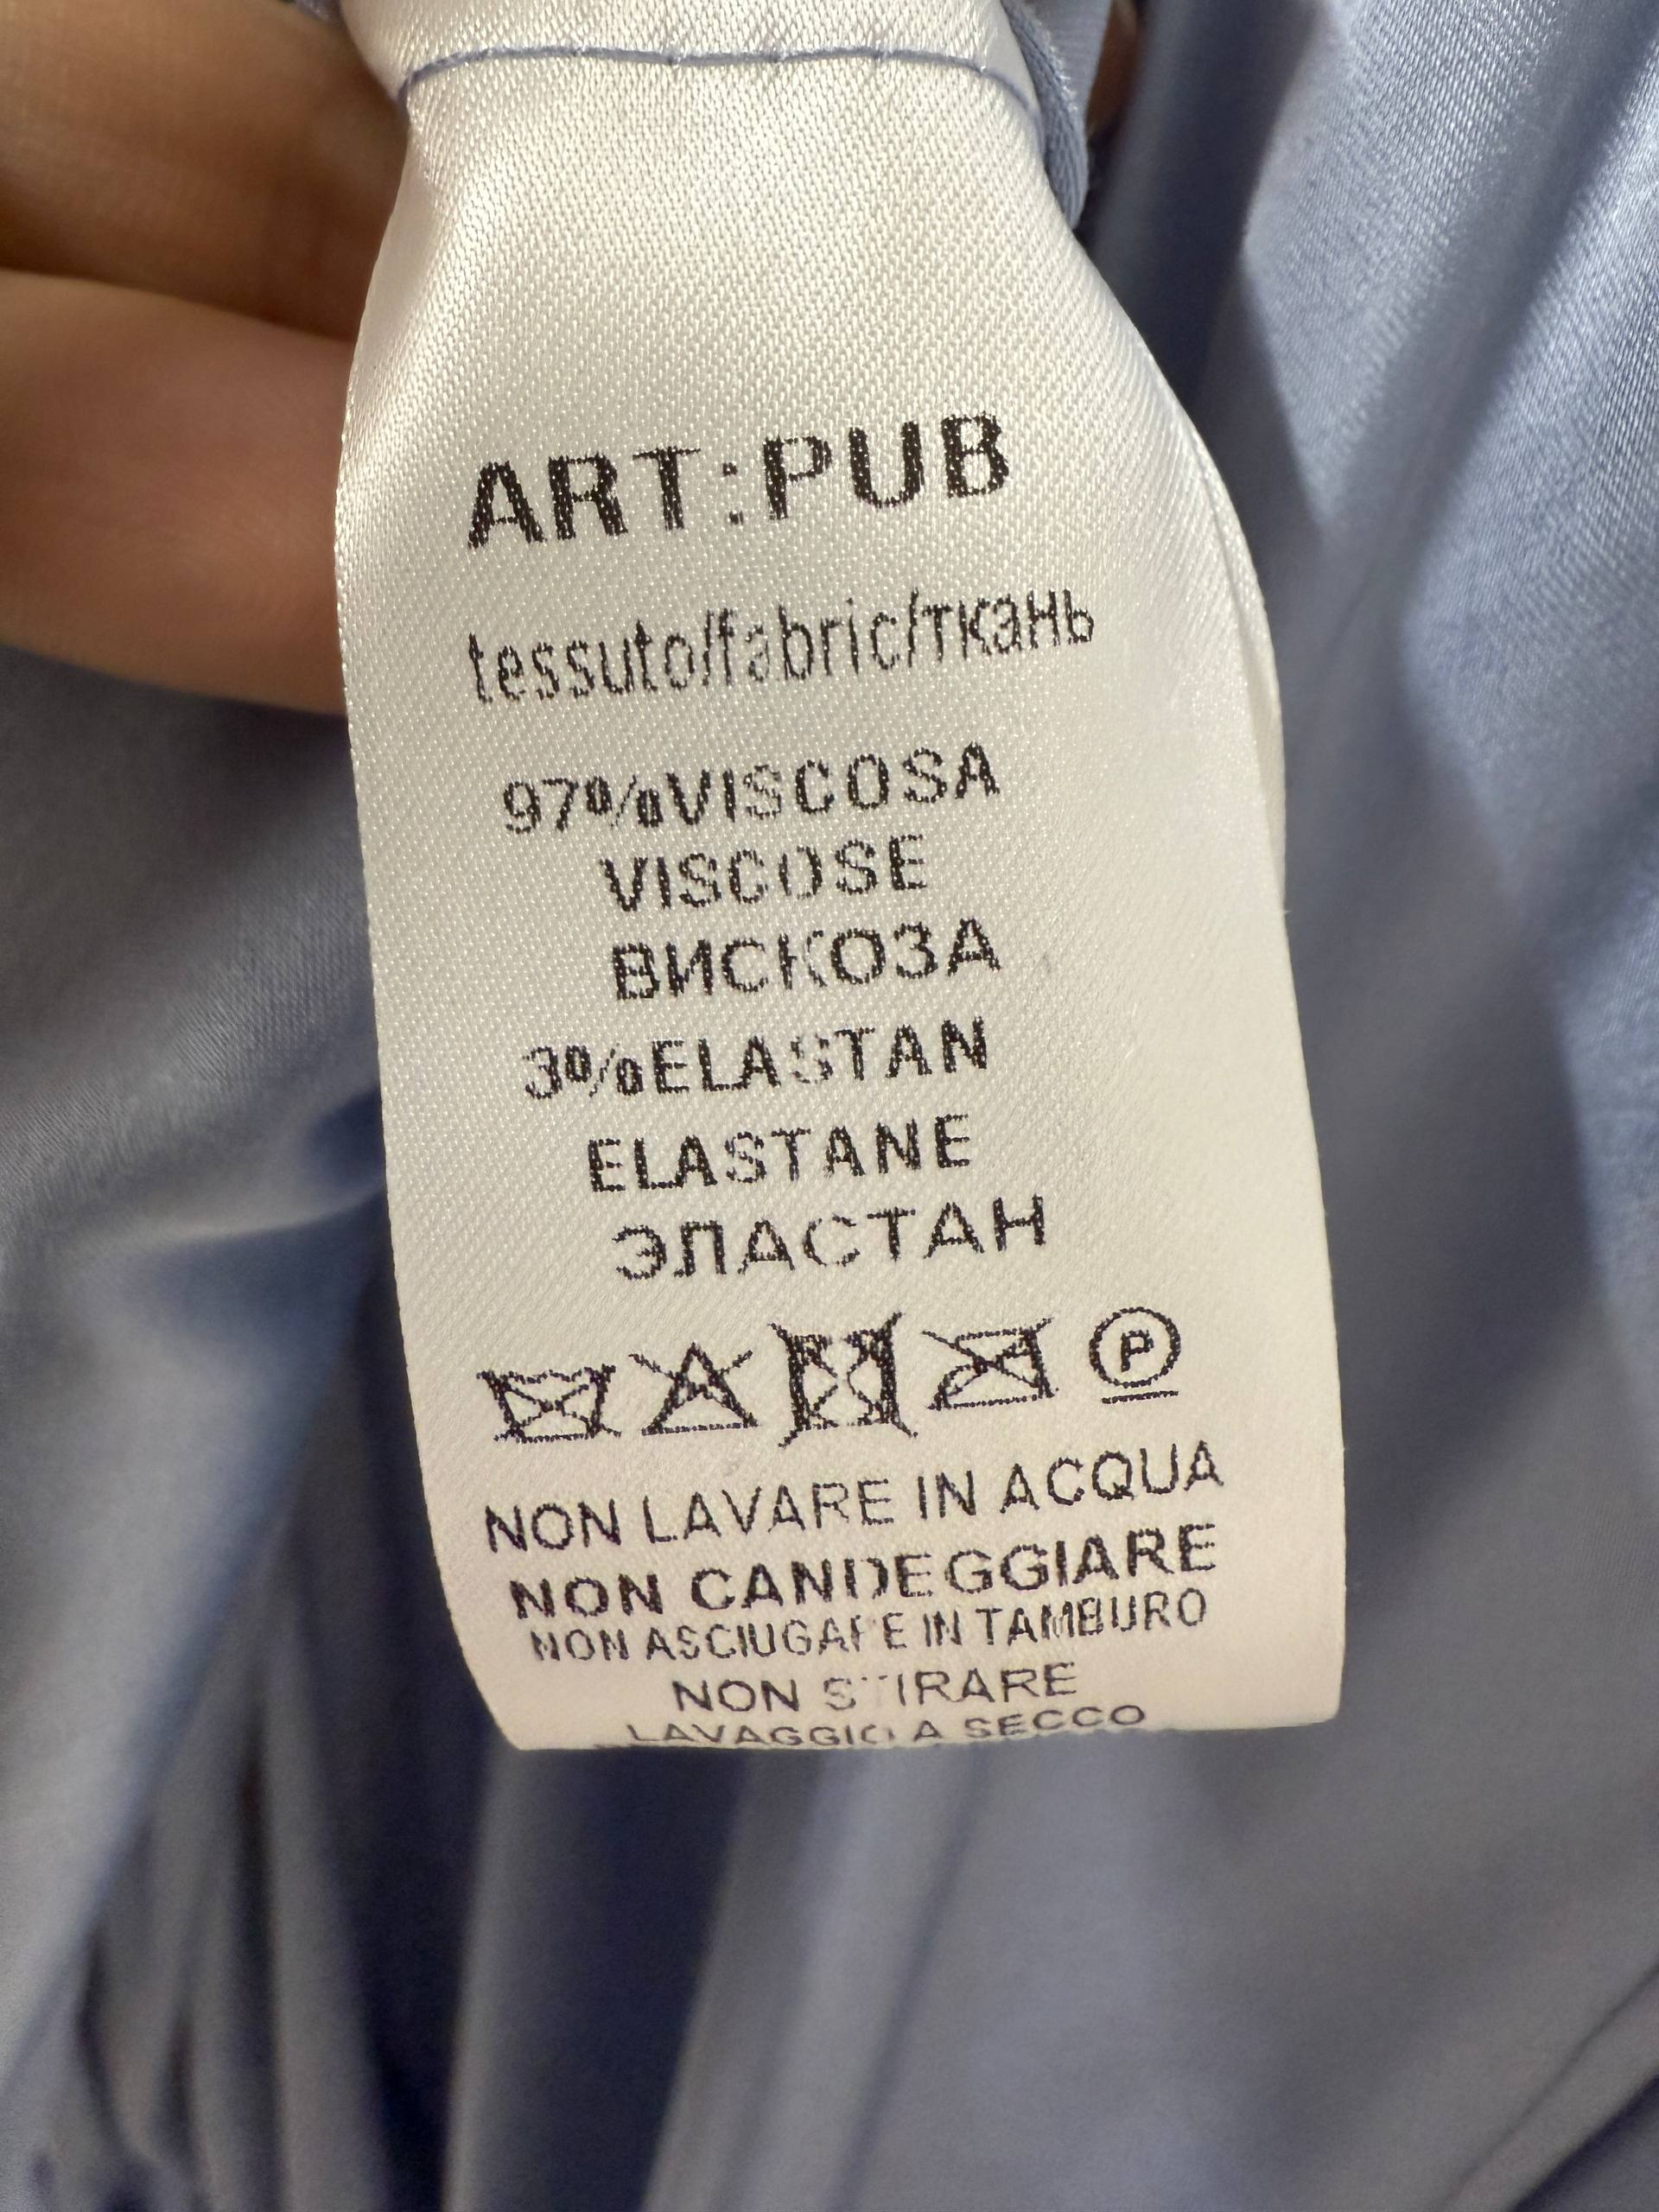 ART:PUB
tessuto/fabric/ткань
97%VISCOSA
VISCOSE
ВИСКОЗА
3%ELASTAN
ELASTANE
ЭЛАСТАН
P
NON LAVARE IN ACQUA
NON CANDEGGIARE
NON ASCIUGARE IN TAMBURO
NON STIRARE
LAVAGGIO A SECCO